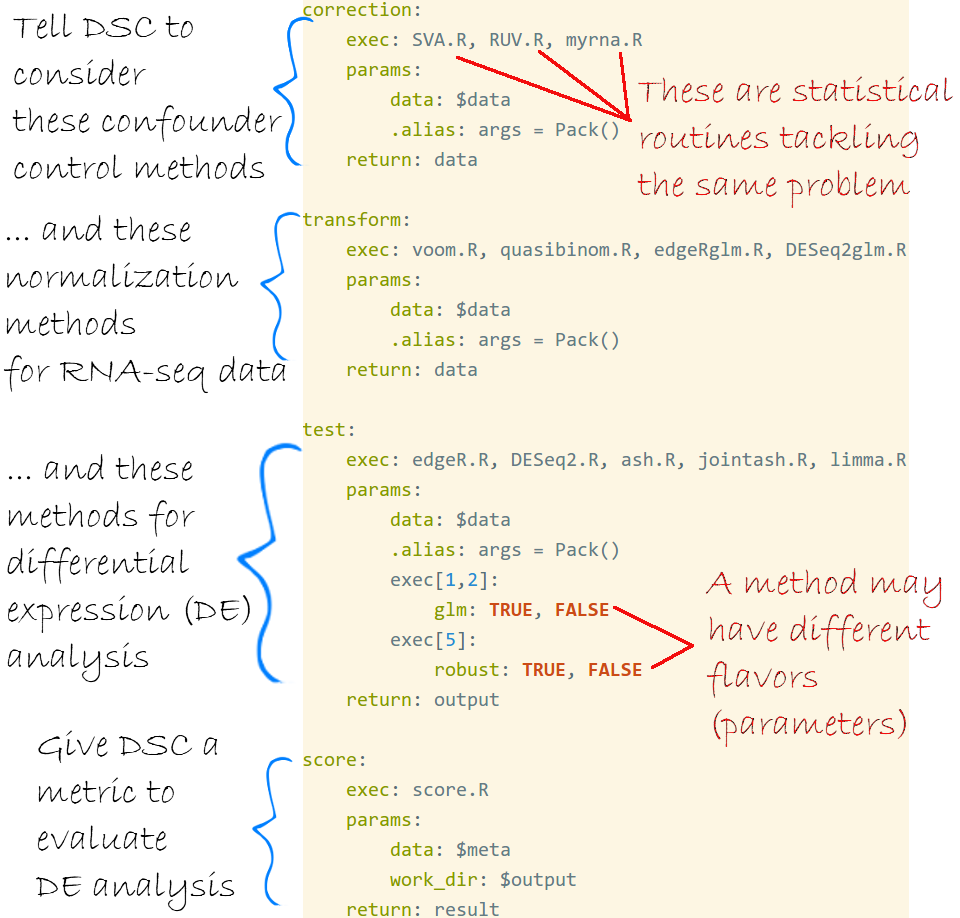 Tell DSC to
consider
these confounder
control methods
correction:
exec: SVA.R, RUV.R, myrna.R
params:
data: $data
.alias: args = Pack()
return: data
These are statistical
routines tackling
the same problem
... and these
normalization
methods
for RNA-seq data
transform:
exec: voom.R, quasibinom.R, edgeRglm.R, DESeq2glm.R
params:
data: $data
.alias: args = Pack()
return: data
... and these
methods for
differential
expression (DE)
analysis
test:
exec: edgeR.R, DESeq2.R, ash.R, jointash.R, limma.R
params:
data: $data
.alias: args = Pack()
exec[1,2]:
glm: TRUE, FALSE
exec[5]:
robust: TRUE, FALSE
return: output
A method may
have different
flavors
(parameters)
Give DSC a
metric to
evaluate
DE analysis
score:
exec: score.R
params:
data: $meta
work_dir: $output
return: result